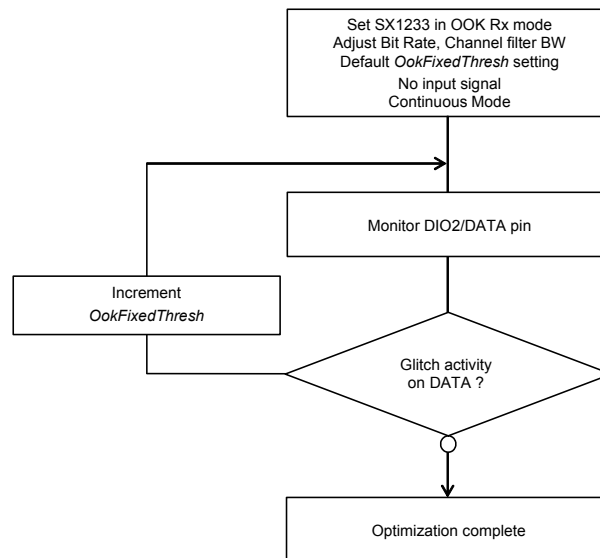 Set SX1233 in OOK Rx mode
Adjust Bit Rate, Channel filter BW
Default OokFixedThresh setting
No input signal
Continuous Mode
Monitor DIO2/DATA pin
Increment
OokFixedThresh
Glitch activity
on DATA ?
Optimization complete